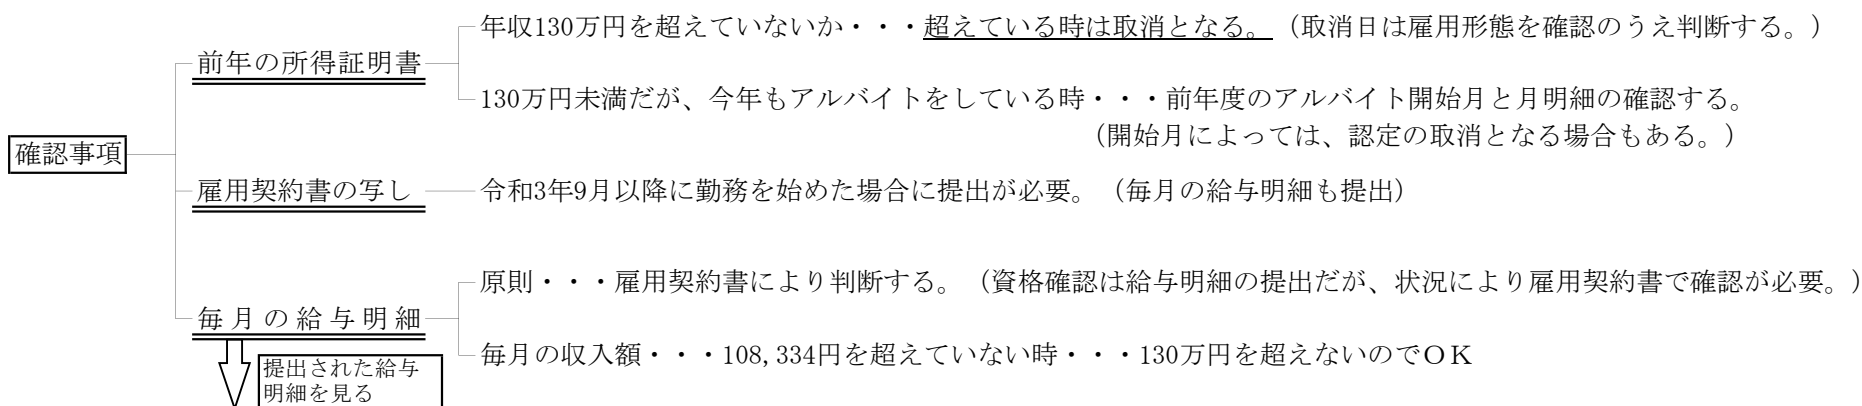 確認事項
前年の所得証明書
年収130万円を超えていないか・・・超えている時は取消となる。（取消日は雇用形態を確認のうえ判断する。）
130万円未満だが、今年もアルバイトをしている時・・・前年度のアルバイト開始月と月明細の確認する。
（開始月によっては、認定の取消となる場合もある。）
雇用契約書の写し
令和3年9月以降に勤務を始めた場合に提出が必要。（毎月の給与明細も提出）
毎月の給与明細
原則・・・雇用契約書により判断する。（資格確認は給与明細の提出だが、状況により雇用契約書で確認が必要。）
毎月の収入額・・・108,334円を超えていない時・・・130万円を超えないのでＯＫ
提出された給与
明細を見る